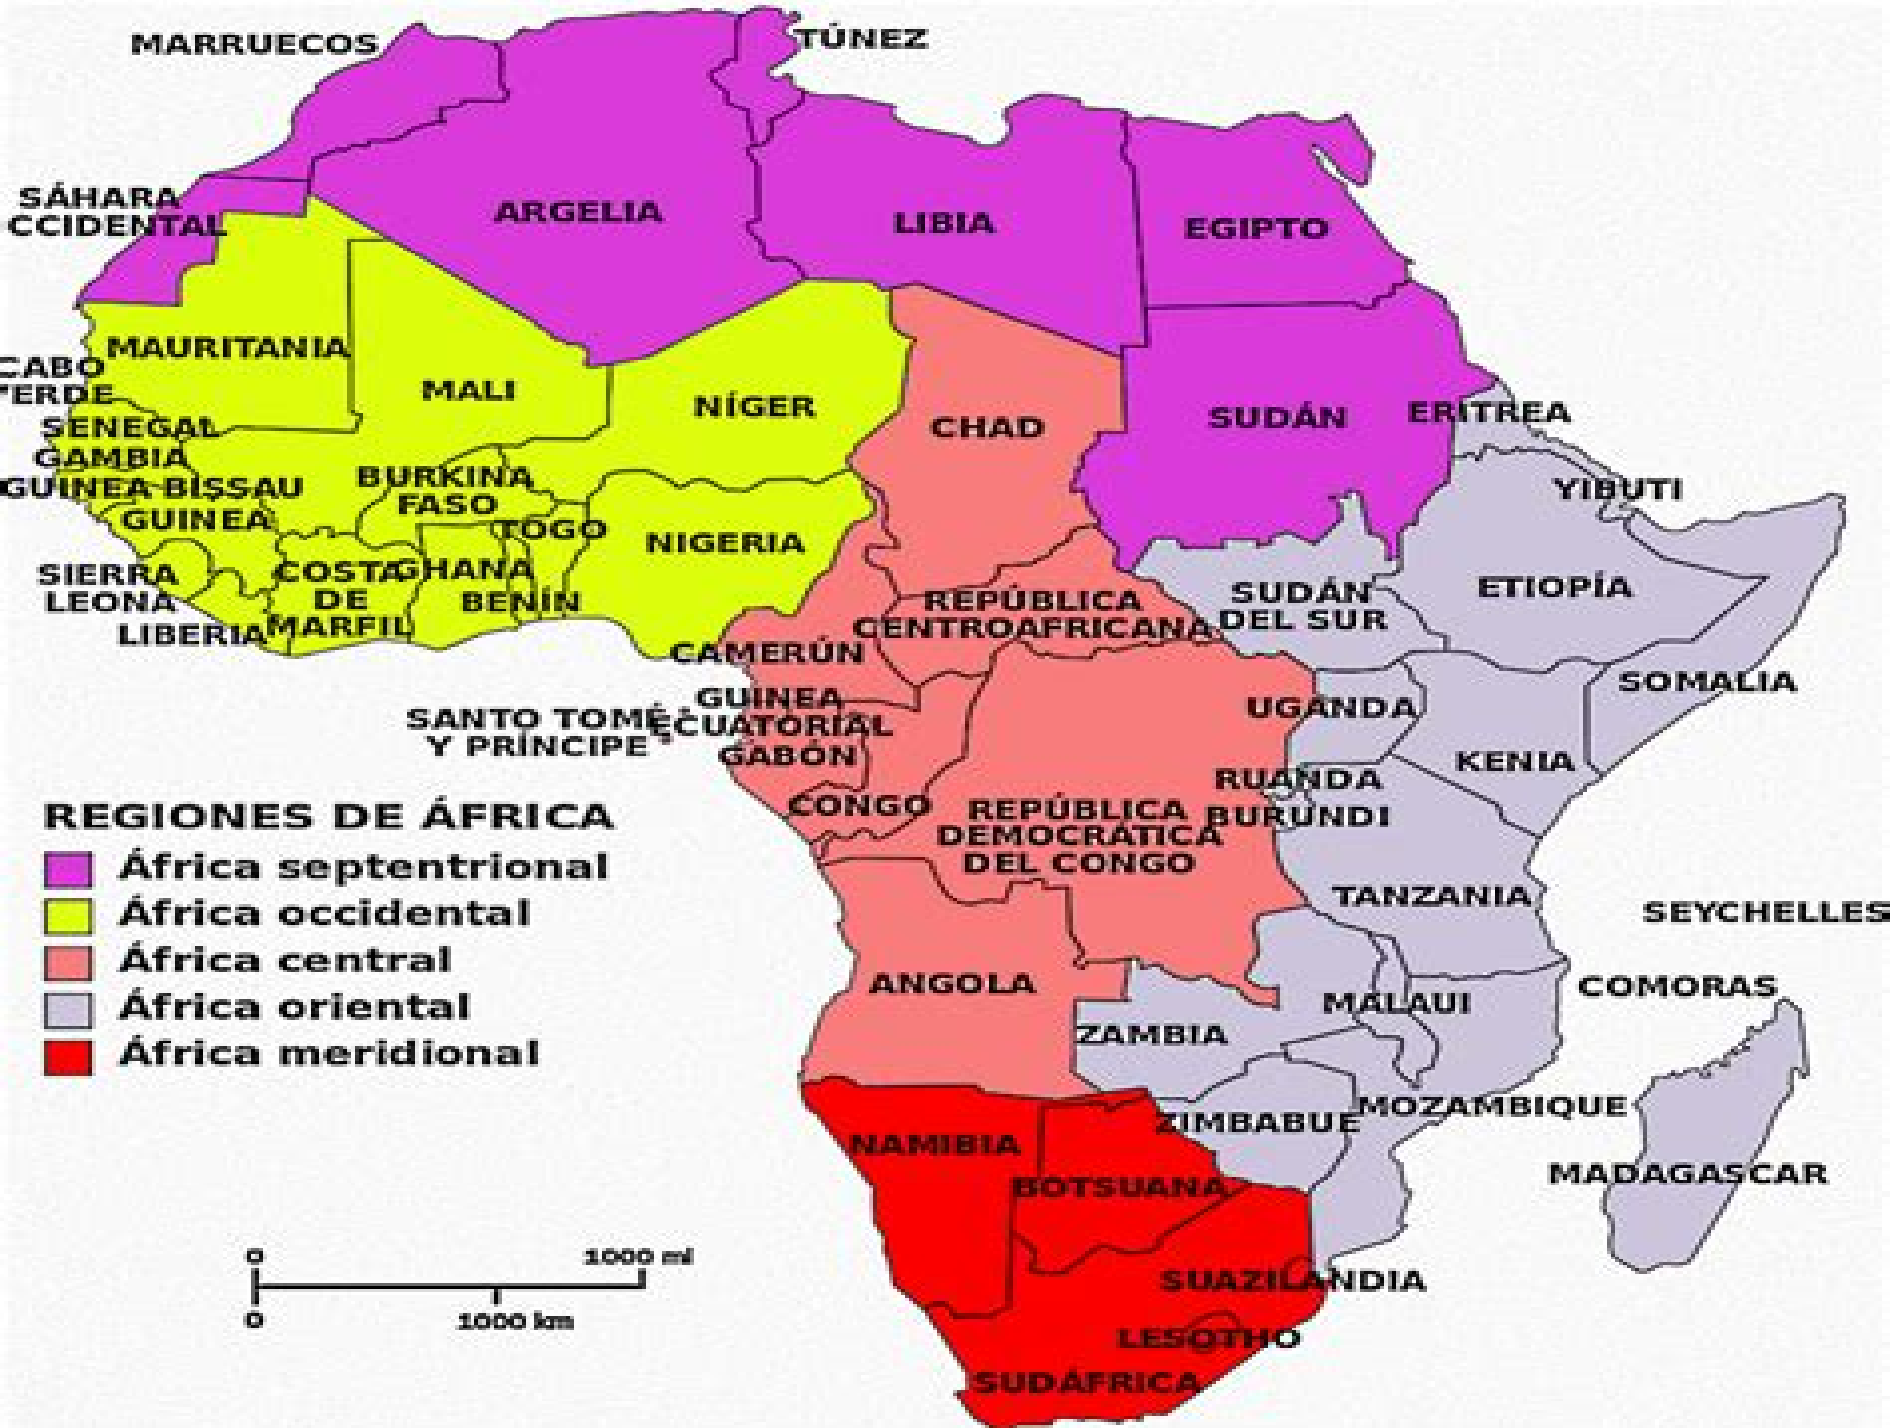 MARRUECOS
TÚNEZ
SÁHARA
CCIDENTAL
ARGELIA
LIBIA
EGIPTO
MAURITANIA
CABO
VERDE
MALI
NÍGER
CHAD
SUDÁN
ERITREA
SENEGAL
GAMBIA
GUINEA-BISSAU
GUINEA
BURKINA
FASO
TOGO
NIGERIA
YIBUTI
SIERRA
LEONA
LIBERIA
COSTA
DE
MARFIL
GHANA
BENÍN
REPÚBLICA
CENTROAFRICANA
SUDÁN
DEL SUR
ETIOPÍA
CAMERÚN
SOMALIA
GUINEA
ECUATORIAL
SANTO TOMÉ
Y PRÍNCIPE
GABÓN
UGANDA
KENIA
RUANDA
BURUNDI
CONGO
REPÚBLICA
DEMOCRÁTICA
DEL CONGO
TANZANIA
SEYCHELLES
ANGOLA
COMORAS
MALAUI
ZAMBIA
ZIMBABUE
MOZAMBIQUE
NAMIBIA
BOTSUANA
MADAGASCAR
SUAZILANDIA
LESOTHO
SUDÁFRICA
REGIONES DE ÁFRICA
África septentrional
África occidental
África central
África oriental
África meridional
0 1000 mi
0 1000 km